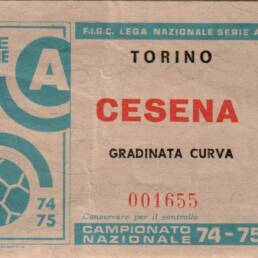 F.I.G.C. LEGA NAZIONALE SERIE A
A
TORINO
CESENA
GRADINATA CURVA
74
75
001655
Conservare per il controllo
CAMPIONATO
NAZIONALE 74-75